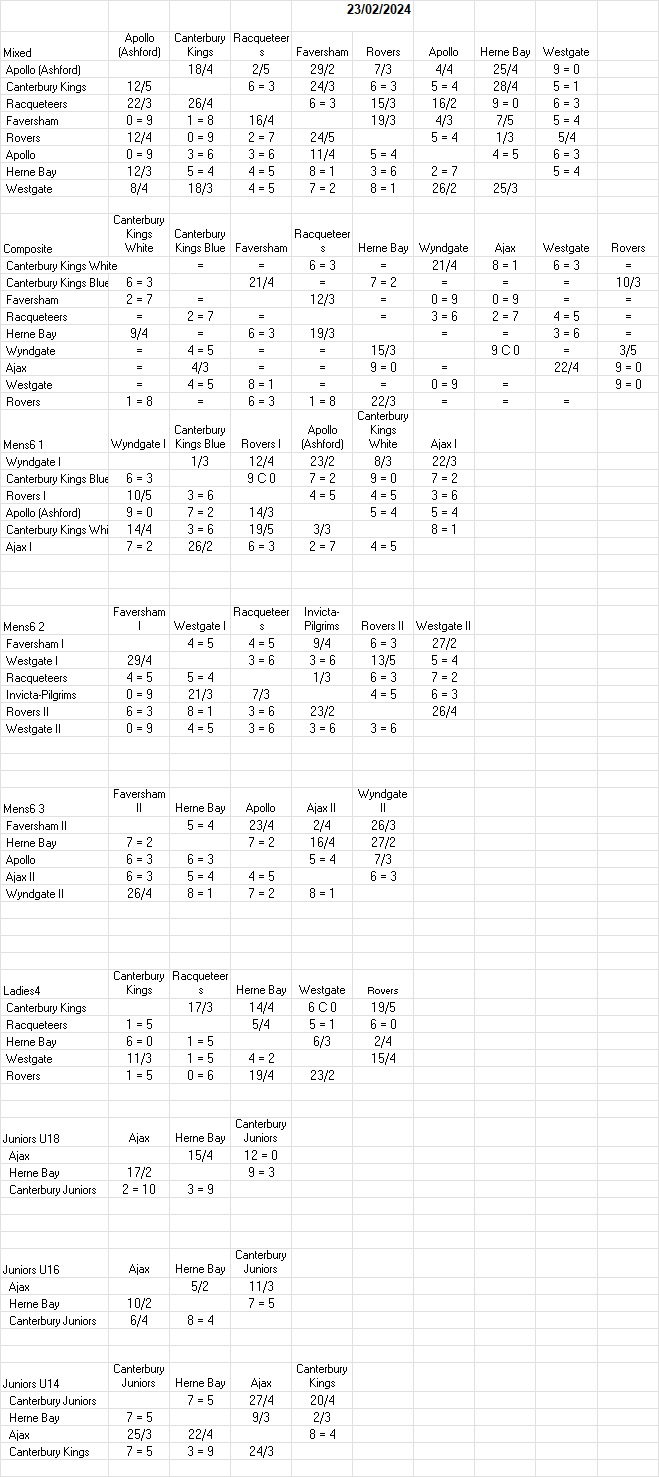 23/02/2024
Mixed Apollo (Ashford) Canterbury Kings Racqueteers Faversham Rovers Apollo Herne Bay Westgate
Apollo (Ashford) 18/4 2/5 29/2 7/3 4/4 25/4 9 = 0
Canterbury Kings 12/5 6 = 3 24/3 6 = 3 5 = 4 28/4 5 = 1
Racqueteers 22/3 26/4 6 = 3 15/3 16/2 9 = 0 6 = 3
Faversham 0 = 9 1 = 8 16/4 19/3 4/3 7/5 5 = 4
Rovers 12/4 0 = 9 2 = 7 24/5 5 = 4 1/3 5/4
Apollo 0 = 9 3 = 6 3 = 6 11/4 5 = 4 4 = 5 6 = 3
Herne Bay 12/3 5 = 4 4 = 5 8 = 1 3 = 6 2 = 7 5 = 4
Westgate 8/4 18/3 4 = 5 7 = 2 8 = 1 26/2 25/3
Composite Canterbury Kings White Canterbury Kings Blue Faversham Racqueteers Herne Bay Wyndgate Ajax Westgate Rovers
Canterbury Kings White = = 6 = 3 = 21/4 8 = 1 6 = 3 =
Canterbury Kings Blue 6 = 3 21/4 = 7 = 2 = = = 10/3
Faversham 2 = 7 = 12/3 = 0 = 9 0 = 9 = =
Racqueteers = 2 = 7 = = 3 = 6 2 = 7 4 = 5 =
Herne Bay 9/4 = 6 = 3 19/3 = = 3 = 6 =
Wyndgate = 4 = 5 = = 15/3 9 C 0 = 3/5
Ajax = 4/3 = = 9 = 0 = 22/4 9 = 0
Westgate = 4 = 5 8 = 1 = = 0 = 9 = 9 = 0
Rovers 1 = 8 = 6 = 3 1 = 8 22/3 = = =
Mens6 1 Wyndgate I Canterbury Kings Blue Rovers I Apollo (Ashford) Canterbury Kings White Ajax I
Wyndgate I 1/3 12/4 23/2 8/3 22/3
Canterbury Kings Blue 6 = 3 9 C 0 7 = 2 9 = 0 7 = 2
Rovers I 10/5 3 = 6 4 = 5 4 = 5 3 = 6
Apollo (Ashford) 9 = 0 7 = 2 14/3 5 = 4 5 = 4
Canterbury Kings Whi 14/4 3 = 6 19/5 3/3 8 = 1
Ajax I 7 = 2 26/2 6 = 3 2 = 7 4 = 5
Mens6 2 Faversham I Westgate I Racqueteers Invicta-Pilgrims Rovers II Westgate II
Faversham I 4 = 5 4 = 5 9/4 6 = 3 27/2
Westgate I 29/4 3 = 6 3 = 6 13/5 5 = 4
Racqueteers 4 = 5 5 = 4 1/3 6 = 3 7 = 2
Invicta-Pilgrims 0 = 9 21/3 7/3 4 = 5 6 = 3
Rovers II 6 = 3 8 = 1 3 = 6 23/2 26/4
Westgate II 0 = 9 4 = 5 3 = 6 3 = 6 3 = 6
Mens6 3 Faversham II Herne Bay Apollo Ajax II Wyndgate II
Faversham II 5 = 4 23/4 2/4 26/3
Herne Bay 7 = 2 7 = 2 16/4 27/2
Apollo 6 = 3 6 = 3 5 = 4 7/3
Ajax II 6 = 3 5 = 4 4 = 5 6 = 3
Wyndgate II 26/4 8 = 1 7 = 2 8 = 1
Ladies4 Canterbury Kings Racqueteers Herne Bay Westgate Rovers
Canterbury Kings 17/3 14/4 6 C 0 19/5
Racqueteers 1 = 5 5/4 5 = 1 6 = 0
Herne Bay 6 = 0 1 = 5 6/3 2/4
Westgate 11/3 1 = 5 4 = 2 15/4
Rovers 1 = 5 0 = 6 19/4 23/2
Juniors U18 Ajax Herne Bay Canterbury Juniors
Ajax 15/4 12 = 0
Herne Bay 17/2 9 = 3
Canterbury Juniors 2 = 10 3 = 9
Juniors U16 Ajax Herne Bay Canterbury Juniors
Ajax 5/2 11/3
Herne Bay 10/2 7 = 5
Canterbury Juniors 6/4 8 = 4
Juniors U14 Canterbury Juniors Herne Bay Ajax Canterbury Kings
Canterbury Juniors 7 = 5 27/4 20/4
Herne Bay 7 = 5 9/3 2/3
Ajax 25/3 22/4 8 = 4
Canterbury Kings 7 = 5 3 = 9 24/3